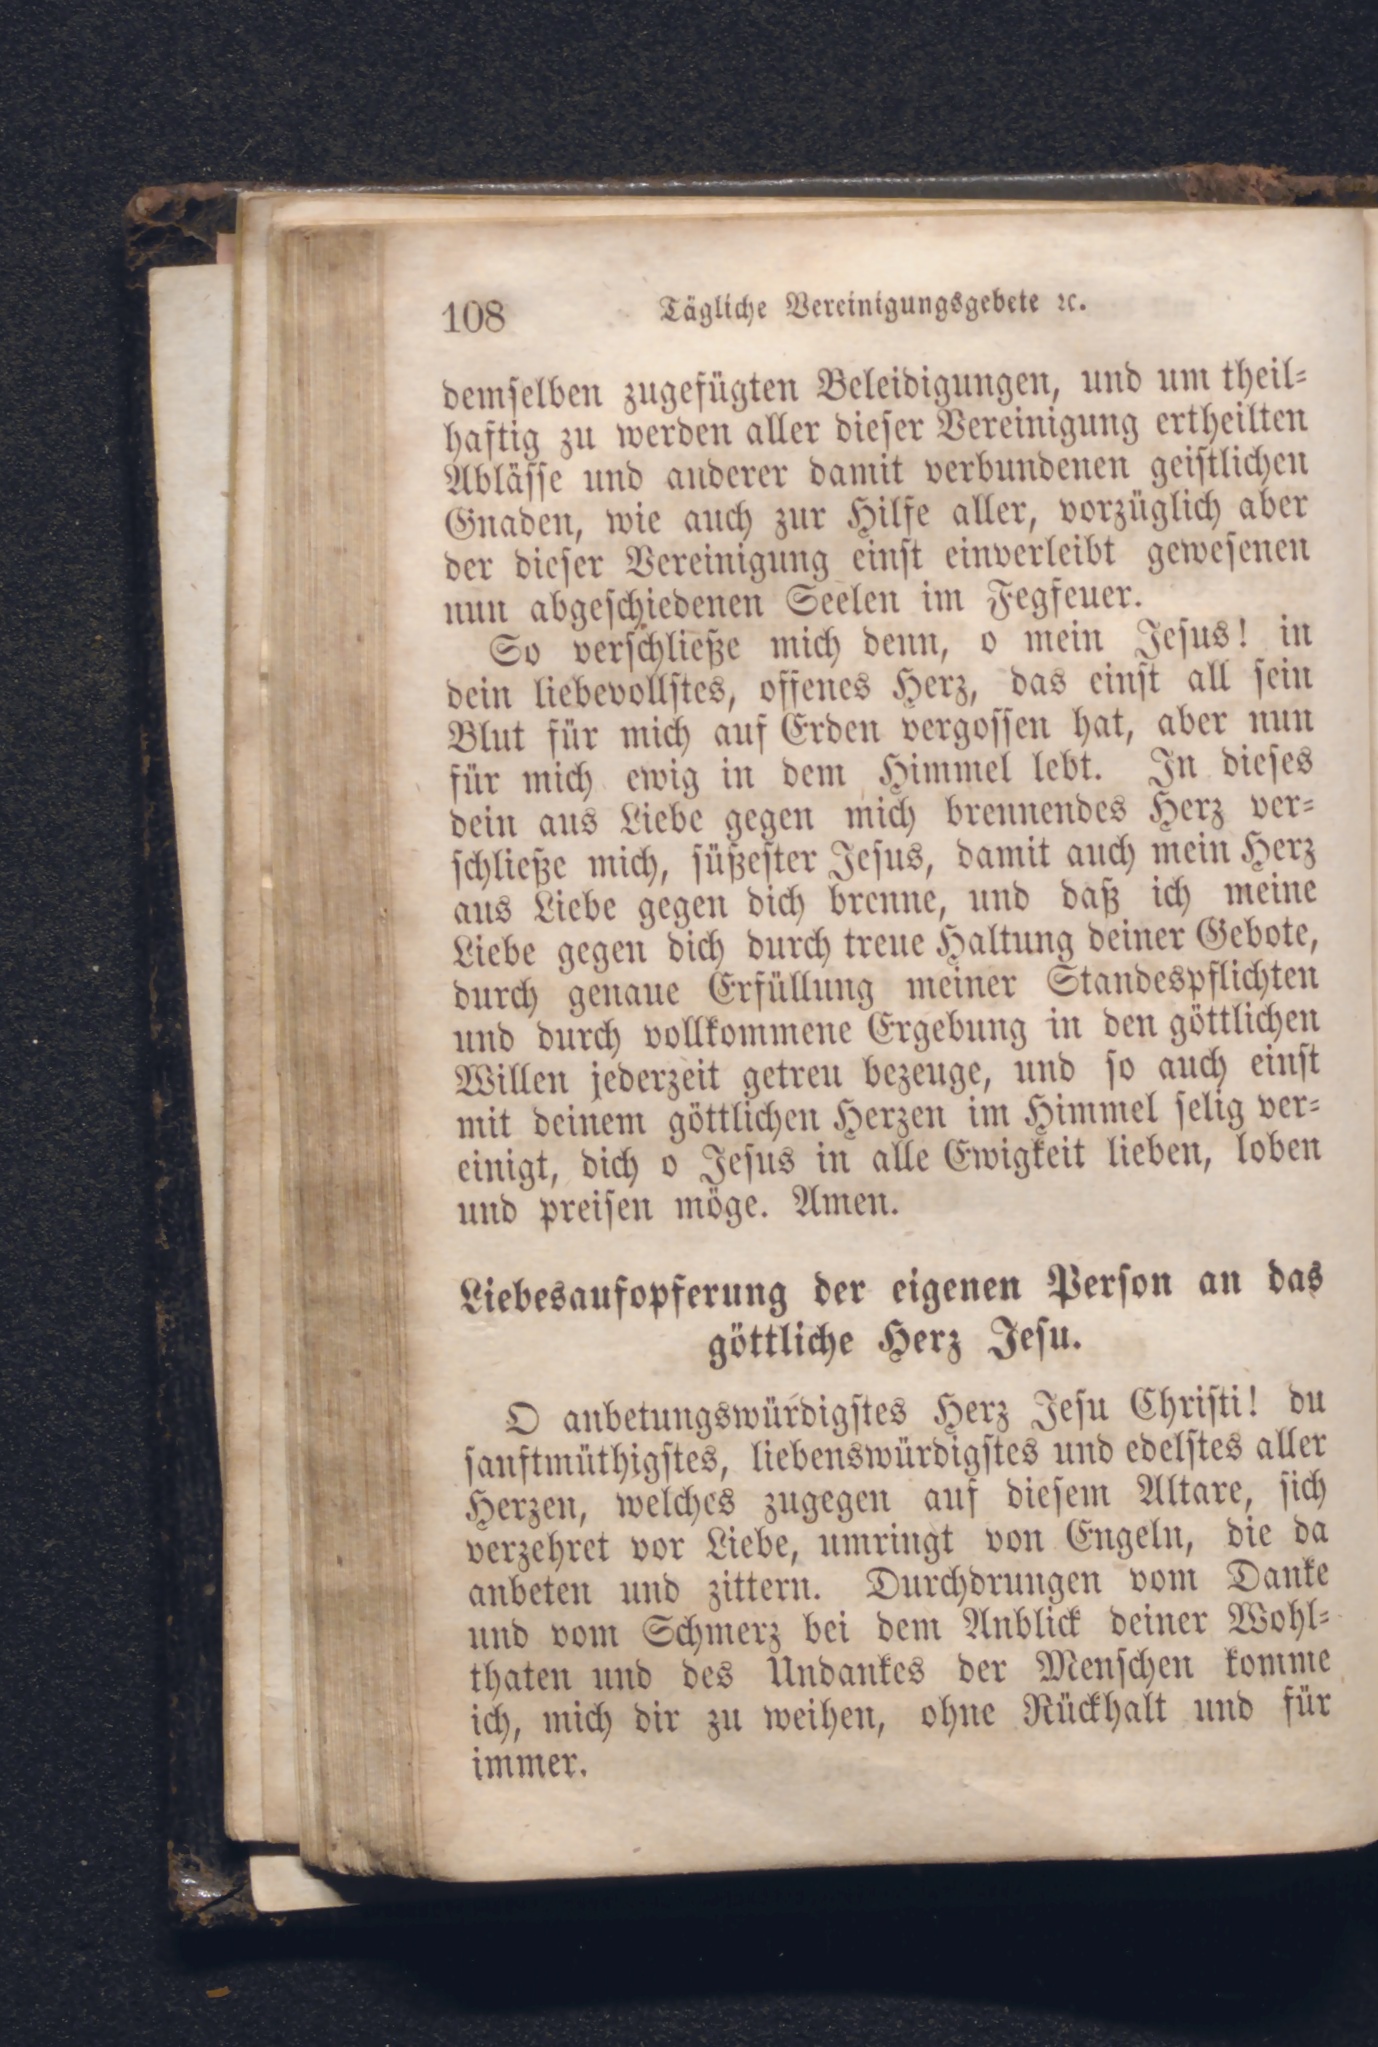 108 Tägliche Vereinigungsgebete ꝛc.
demselben zugefügten Beleidigungen, und um theil-
haftig zu werden aller dieser Vereinigung ertheilten
Ablässe und anderer damit verbundenen geistlichen
Gnaden, wie auch zur Hilfe aller, vorzüglich aber
der dieser Vereinigung einst einverleibt gewesenen
nun abgeschiedenen Seelen im Fegfeuer.
So verschließe mich denn, o mein Jesus! in
dein liebevollstes, offenes Herz, das einst all sein
Blut für mich auf Erden vergossen hat, aber nun
für mich ewig in dem Himmel lebt. In dieses
dein aus Liebe gegen mich brennendes Herz ver-
schließe mich, süßester Jesus, damit auch mein Herz
aus Liebe gegen dich brenne, und daß ich meine
Liebe gegen dich durch treue Haltung deiner Gebote,
durch genaue Erfüllung meiner Standespflichten
und durch vollkommene Ergebung in den göttlichen
Willen jederzeit getreu bezeuge, und so auch einst
mit deinem göttlichen Herzen im Himmel selig ver-
einigt, dich o Jesus in alle Ewigkeit lieben, loben
und preisen möge. Amen.
Liebesaufopferung der eigenen Person an das
göttliche Herz Jesu.
O anbetungswürdigstes Herz Jesu Christi! du
sanftmüthigstes, liebenswürdigstes und edelstes aller
Herzen, welches zugegen auf diesem Altare, sich
verzehret vor Liebe, umringt von Engeln, die da
anbeten und zittern. Durchdrungen vom Danke
und vom Schmerz bei dem Anblick deiner Wohl-
thaten und des Undankes der Menschen komme
ich, mich dir zu weihen, ohne Rückhalt und für
immer.